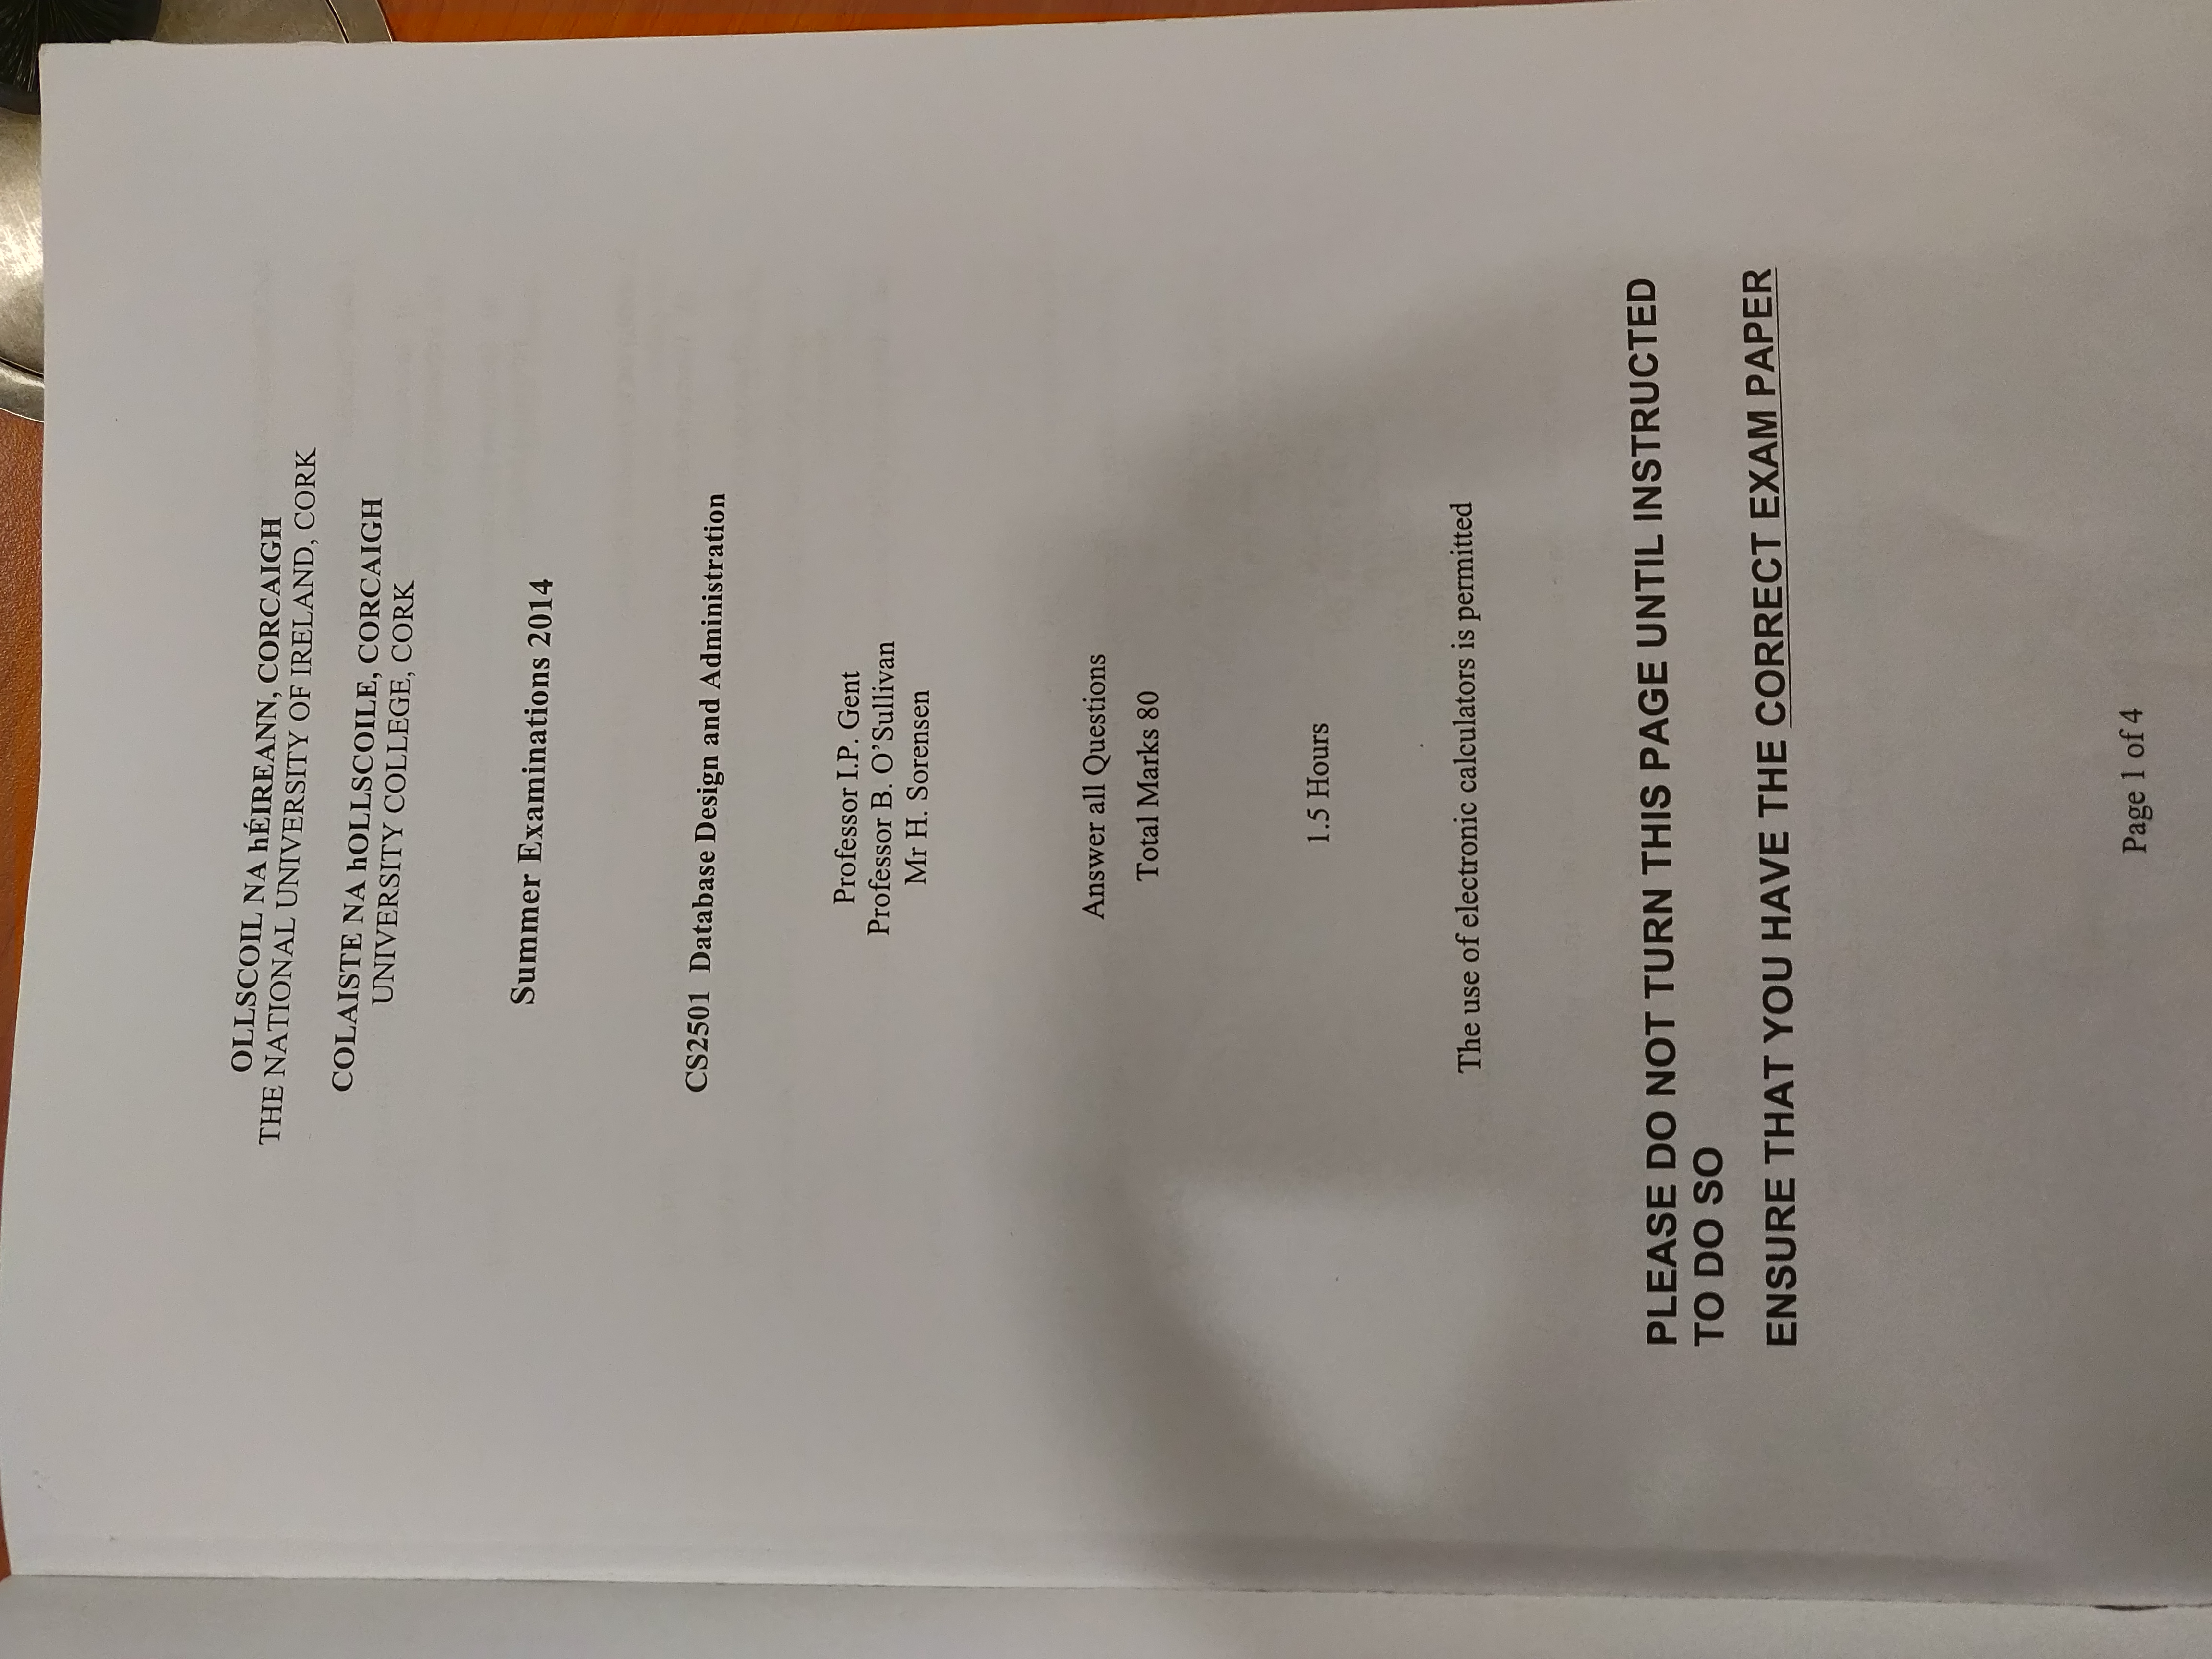 OLLSCOIL NA hÉIREANN, CORCAIGH
THE NATIONAL UNIVERSITY OF IRELAND, CORK
COLAISTE NA hOLLSCOILE, CORCAIGH
UNIVERSITY COLLEGE, CORK
Summer Examinations 2014
CS2501 Database Design and Administration
Professor I.P. Gent
Professor B. O'Sullivan
Mr H. Sorensen
Answer all Questions
Total Marks 80
1.5 Hours
The use of electronic calculators is permitted
PLEASE DO NOT TURN THIS PAGE UNTIL INSTRUCTED
TO DO SO
ENSURE THAT YOU HAVE THE CORRECT EXAM PAPER
Page 1 of 4